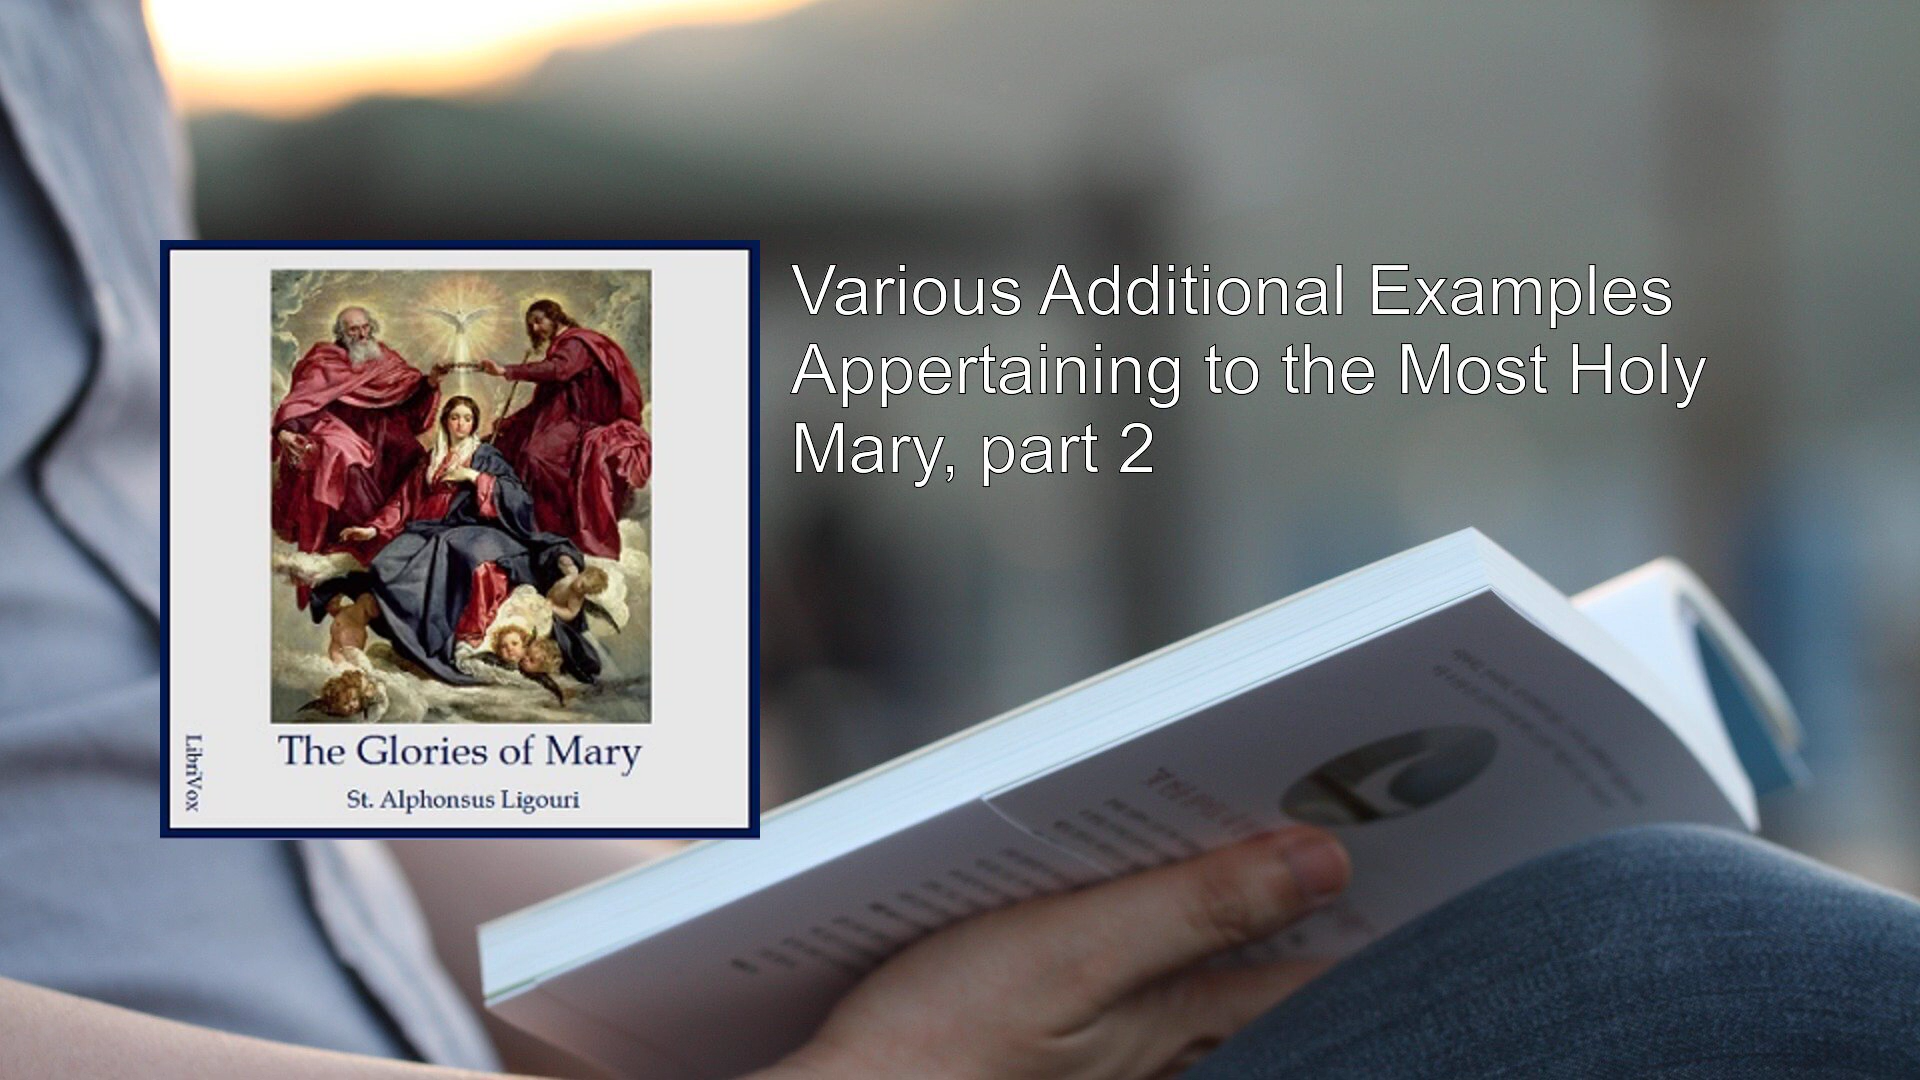 Various Additional Examples
Appertaining to the Most Holy
Mary, part 2
The Glories of Mary
St. Alphonsus Ligouri
LibriVox